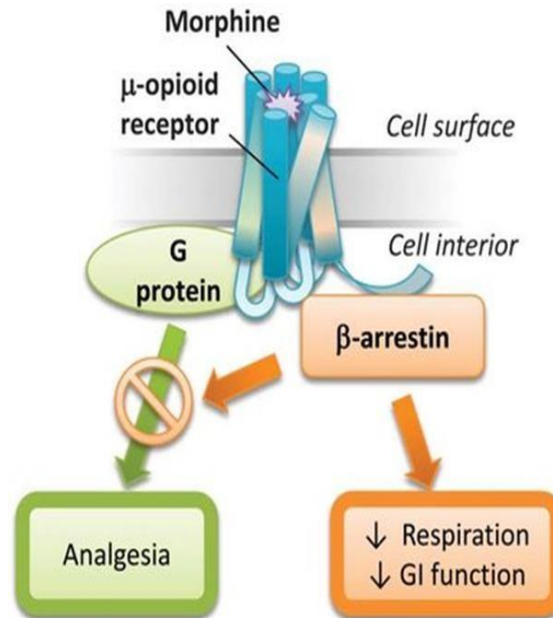 Morphine
μ-opioid
receptor
Cell surface
Cell interior
G
protein
β-arrestin
Analgesia
↓ Respiration
↓ GI function